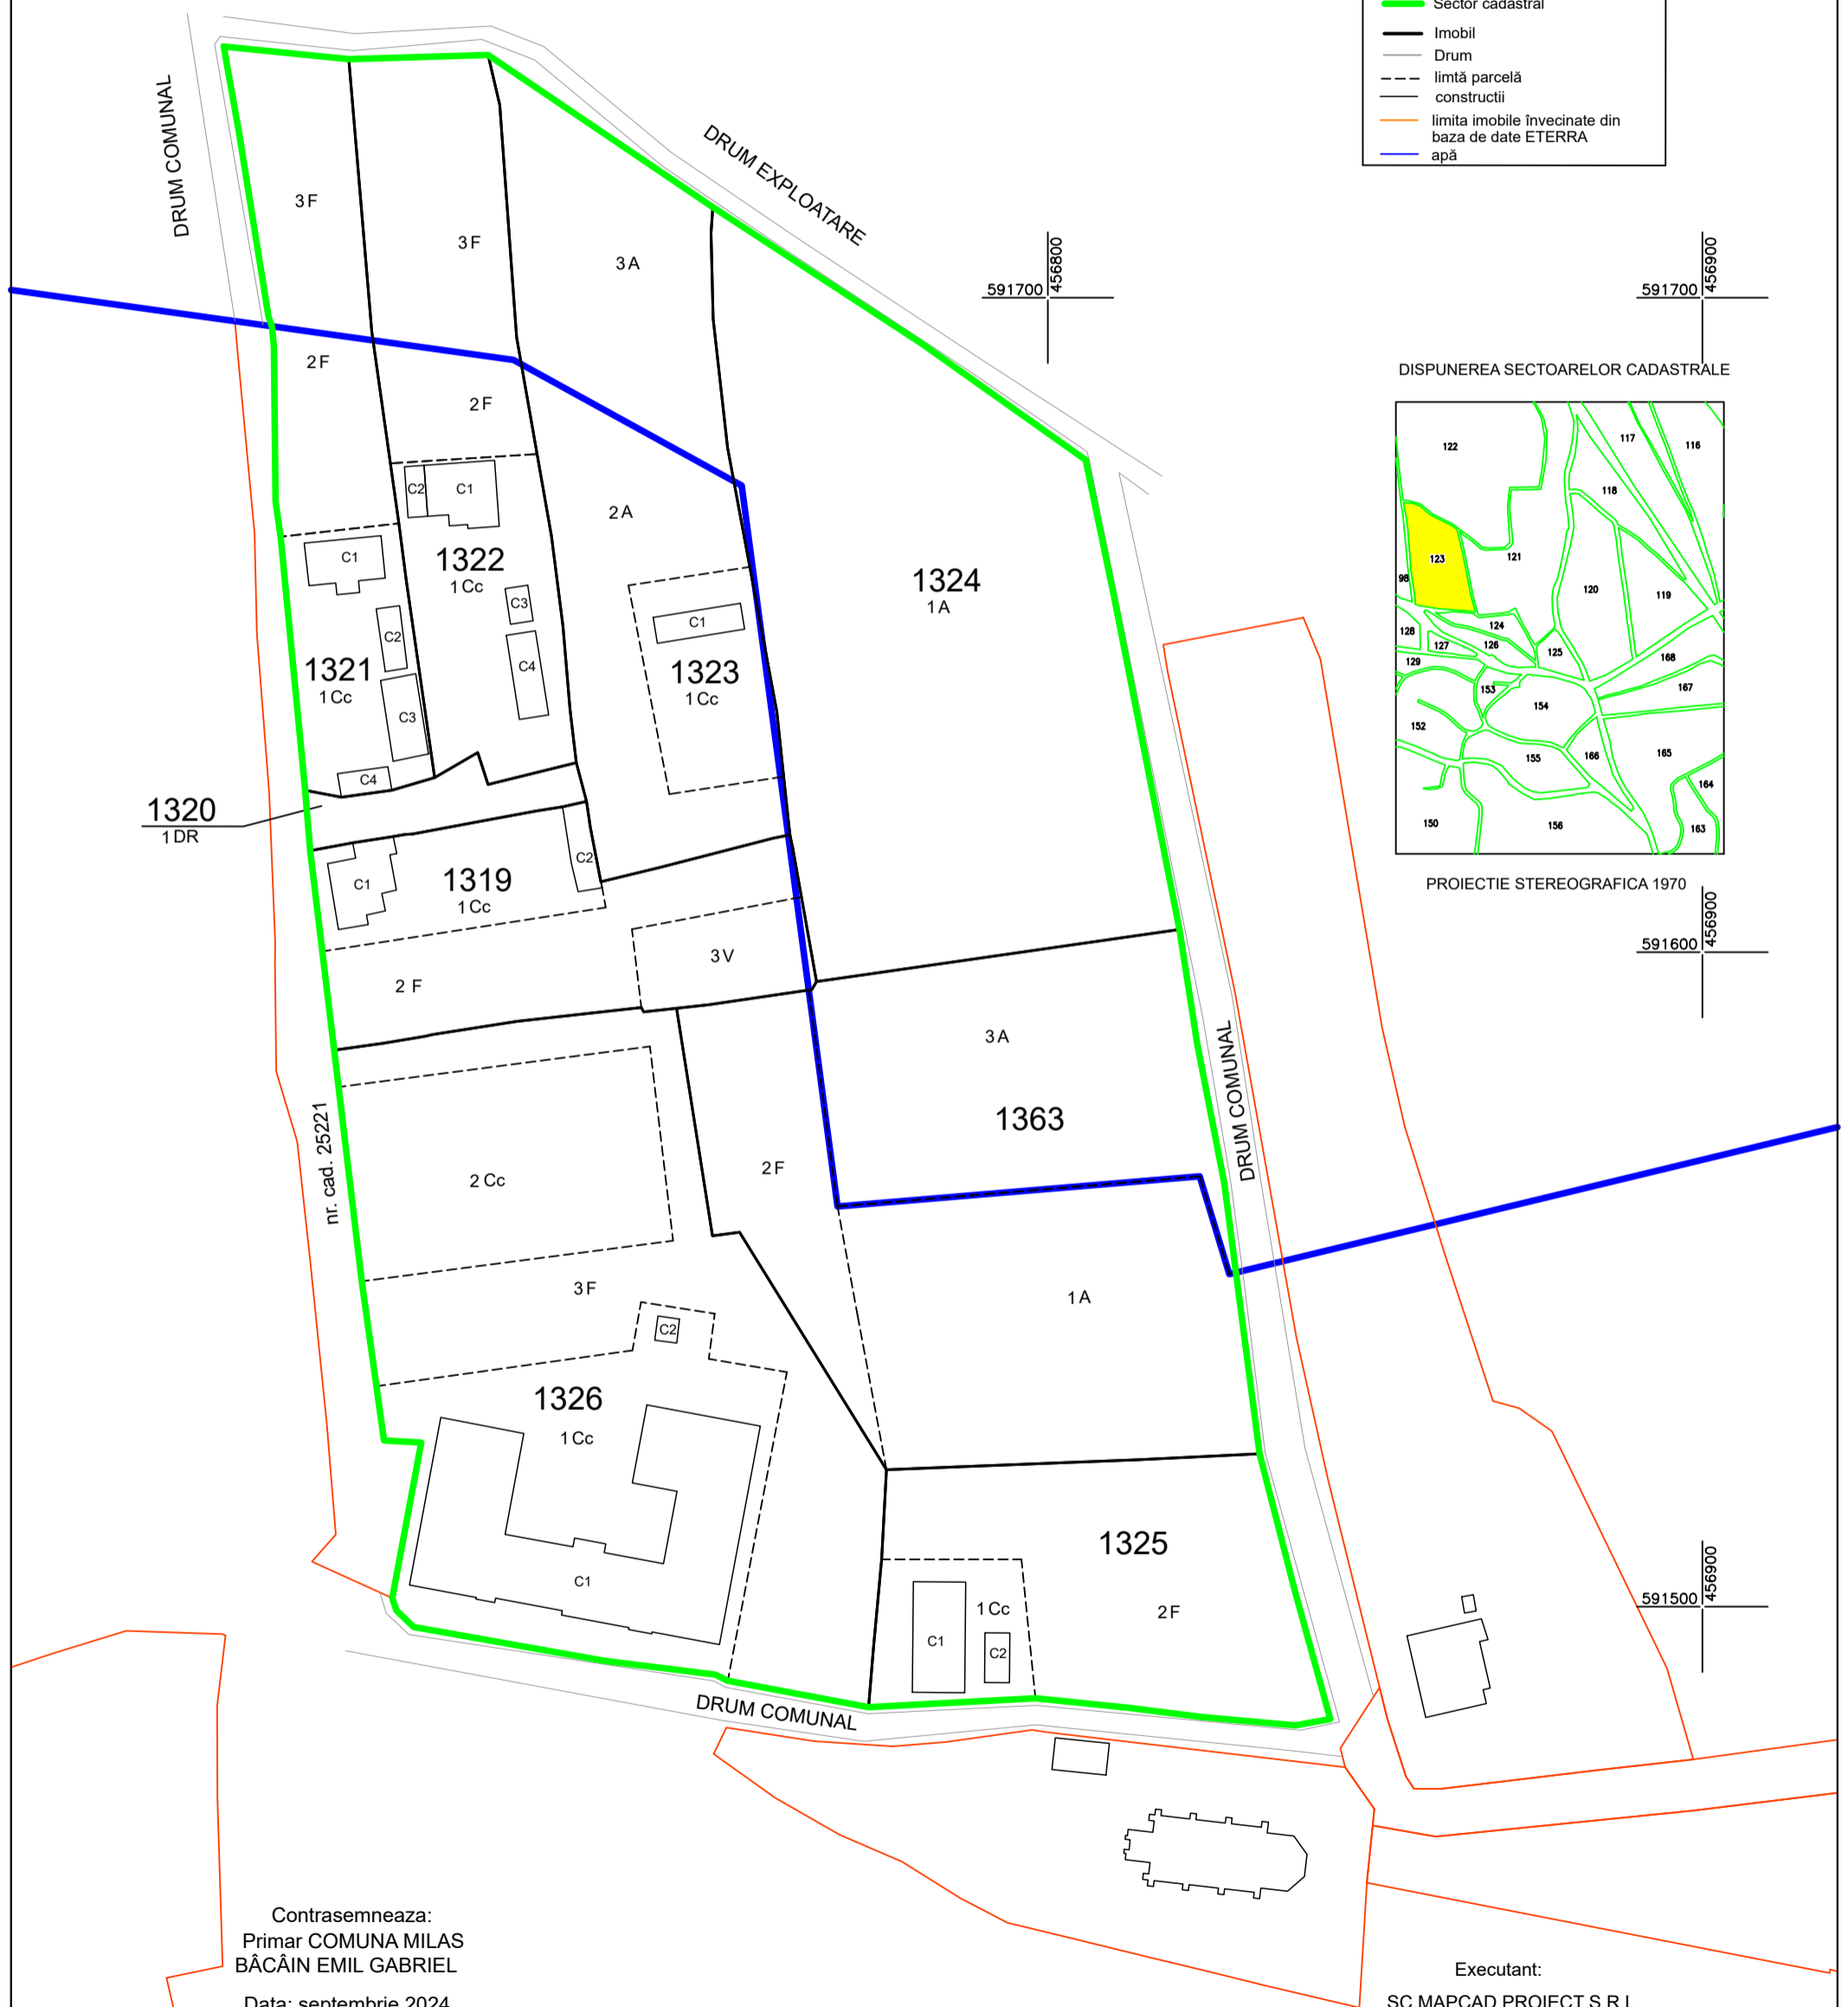 Sector cadastral
Imobil
Drum
limtă parcelă
constructii
limita imobile învecinate din
baza de date ETERRA
apă
DRUM COMUNAL
DRUM EXPLOATARE
3 F
3 F
3 A
591700
456800
591700
456900
2 F
2 F
2 A
C2
C1
1322
1 Cc
C1
C3
C2
C4
1321
1 Cc
C3
C4
C1
1323
1 Cc
1324
1 A
1320
1 DR
C1
1319
1 Cc
C2
2 F
3 V
DISPUNEREA SECTOARELOR CADASTRALE
122
117
116
118
123
121
98
120
119
128
124
127
126
125
129
168
153
167
154
152
155
166
165
164
150
156
163
PROIECTIE STEREOGRAFICA 1970
591600
456900
3 A
1363
DRUM COMUNAL
nr. cad. 25221
2 Cc
2 F
3 F
1 A
C2
1326
1 Cc
C1
1325
1 Cc
2 F
C1
C2
591500
456900
DRUM COMUNAL
Contrasemneaza:
Primar COMUNA MILAS
BÂCÂIN EMIL GABRIEL
Data: septembrie 2024
Executant:
SC MAPCAD PROIECT S.R.L.